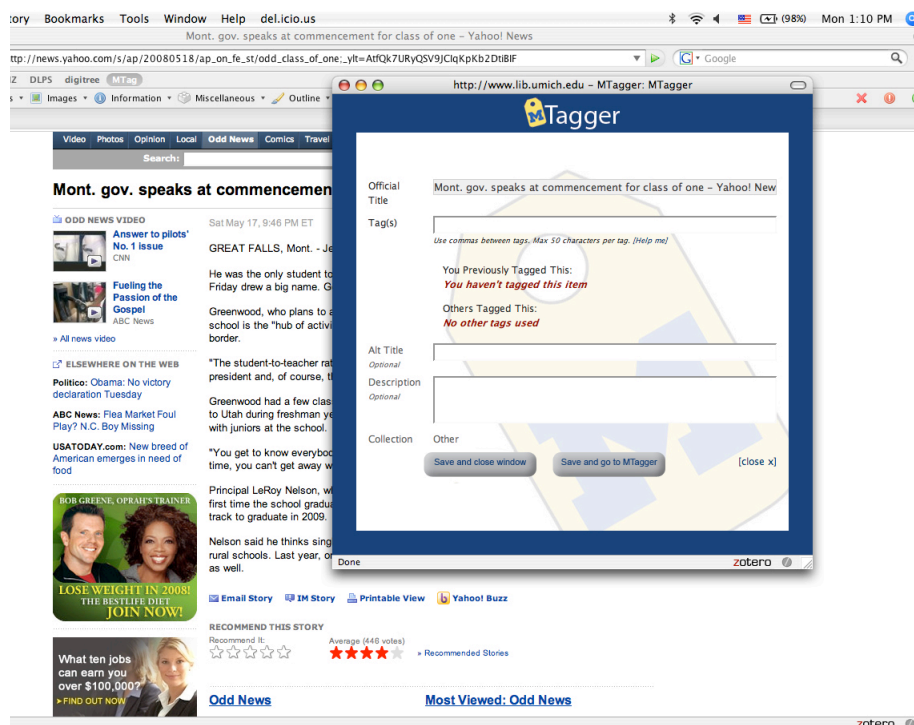 ory Bookmarks Tools Window Help del.icio.us (98%) Mon 1:10 PM
Mont. gov. speaks at commencement for class of one – Yahoo! News
ttp://news.yahoo.com/s/ap/20080518/ap_on_fe_st/odd_class_of_one;_ylt=AtfQk7URyQSV9JClqKpKb2DtiBIF
G Google
IZ DLPS digitree MTag
s Images Information Miscellaneous Outline
Video Photos Opinion Local Odd News Comics Travel
Search:
Mont. gov. speaks at commencemen
ODD NEWS VIDEO
Answer to pilots'
No. 1 issue
CNN
Fueling the
Passion of the
Gospel
ABC News
» All news video
ELSEWHERE ON THE WEB
Politico: Obama: No victory
declaration Tuesday
ABC News: Flea Market Foul
Play? N.C. Boy Missing
USATODAY.com: New breed of
American emerges in need of
food
BOB GREENE, OPRAH'S TRAINER
LOSE WEIGHT IN 2008!
THE BESTLIFE DIET
JOIN NOW!
What ten jobs
can earn you
over $100,000?
FIND OUT NOW
Sat May 17, 9:46 PM ET
GREAT FALLS, Mont. - Je
He was the only student to
Friday drew a big name. G
Greenwood, who plans to a
school is the "hub of activi
border.
"The student-to-teacher rat
president and, of course, t
Greenwood had a few clas
to Utah during freshman ye
with juniors at the school.
"You get to know everyboc
time, you can't get away w
Principal LeRoy Nelson, w
first time the school gradua
track to graduate in 2009.
Nelson said he thinks sing
rural schools. Last year, or
as well.
Email Story IM Story Printable View Yahoo! Buzz
RECOMMEND THIS STORY
Recommend It:
Average (446 votes)
» Recommended Stories
Odd News Most Viewed: Odd News
http://www.lib.umich.edu – MTagger: MTagger
MTagger
Official
Title
Mont. gov. speaks at commencement for class of one – Yahoo! New
Tag(s)
Use commas between tags. Max 50 characters per tag. [Help me]
You Previously Tagged This:
You haven't tagged this item
Others Tagged This:
No other tags used
Alt Title
Optional
Description
Optional
Collection Other
Save and close window Save and go to MTagger [close x]
Done zotero
zotero